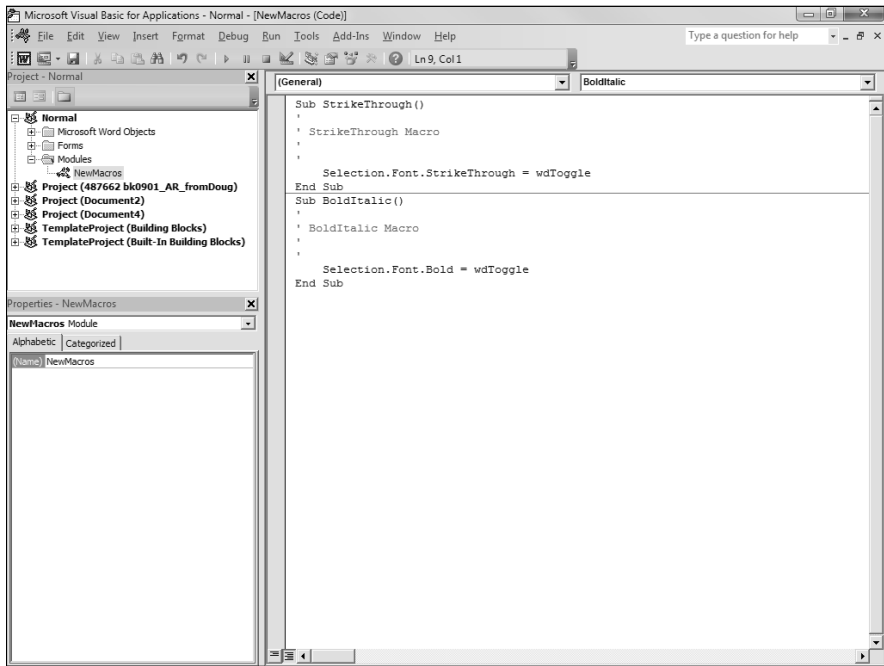 Microsoft Visual Basic for Applications - Normal - [NewMacros (Code)]
File Edit View Insert Format Debug Run Tools Add-Ins Window Help
Type a question for help
Ln 9, Col 1
Project - Normal
Normal
Microsoft Word Objects
Forms
Modules
NewMacros
Project (487662 bk0901_AR_fromDoug)
Project (Document2)
Project (Document4)
TemplateProject (Building Blocks)
TemplateProject (Built-In Building Blocks)
Properties - NewMacros
NewMacros Module
Alphabetic Categorized
(Name) NewMacros
(General) BoldItalic
Sub StrikeThrough()
'
' StrikeThrough Macro
'
'
Selection.Font.StrikeThrough = wdToggle
End Sub
Sub BoldItalic()
'
' BoldItalic Macro
'
'
Selection.Font.Bold = wdToggle
End Sub